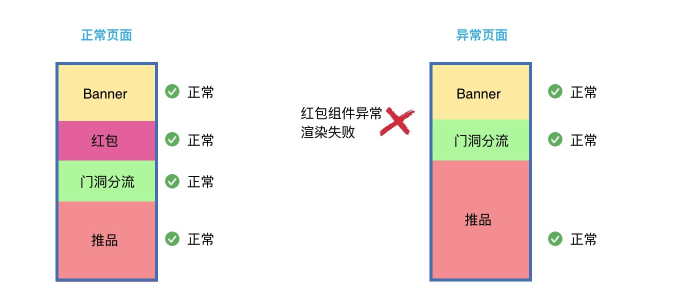 正常页面
Banner
正常
红包
正常
门洞分流
正常
推品
正常
异常页面
红包组件异常
渲染失败
Banner
正常
门洞分流
正常
推品
正常